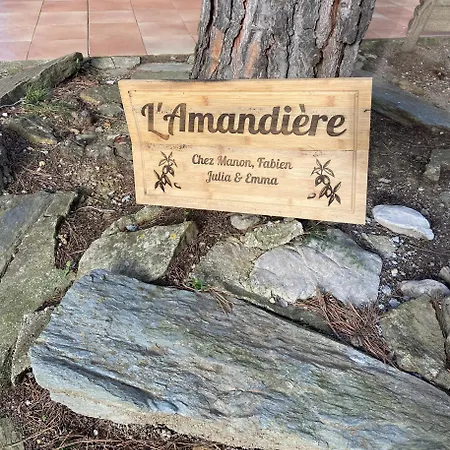 L'Amandière
Chez Manon, Fabien
Julia & Emma